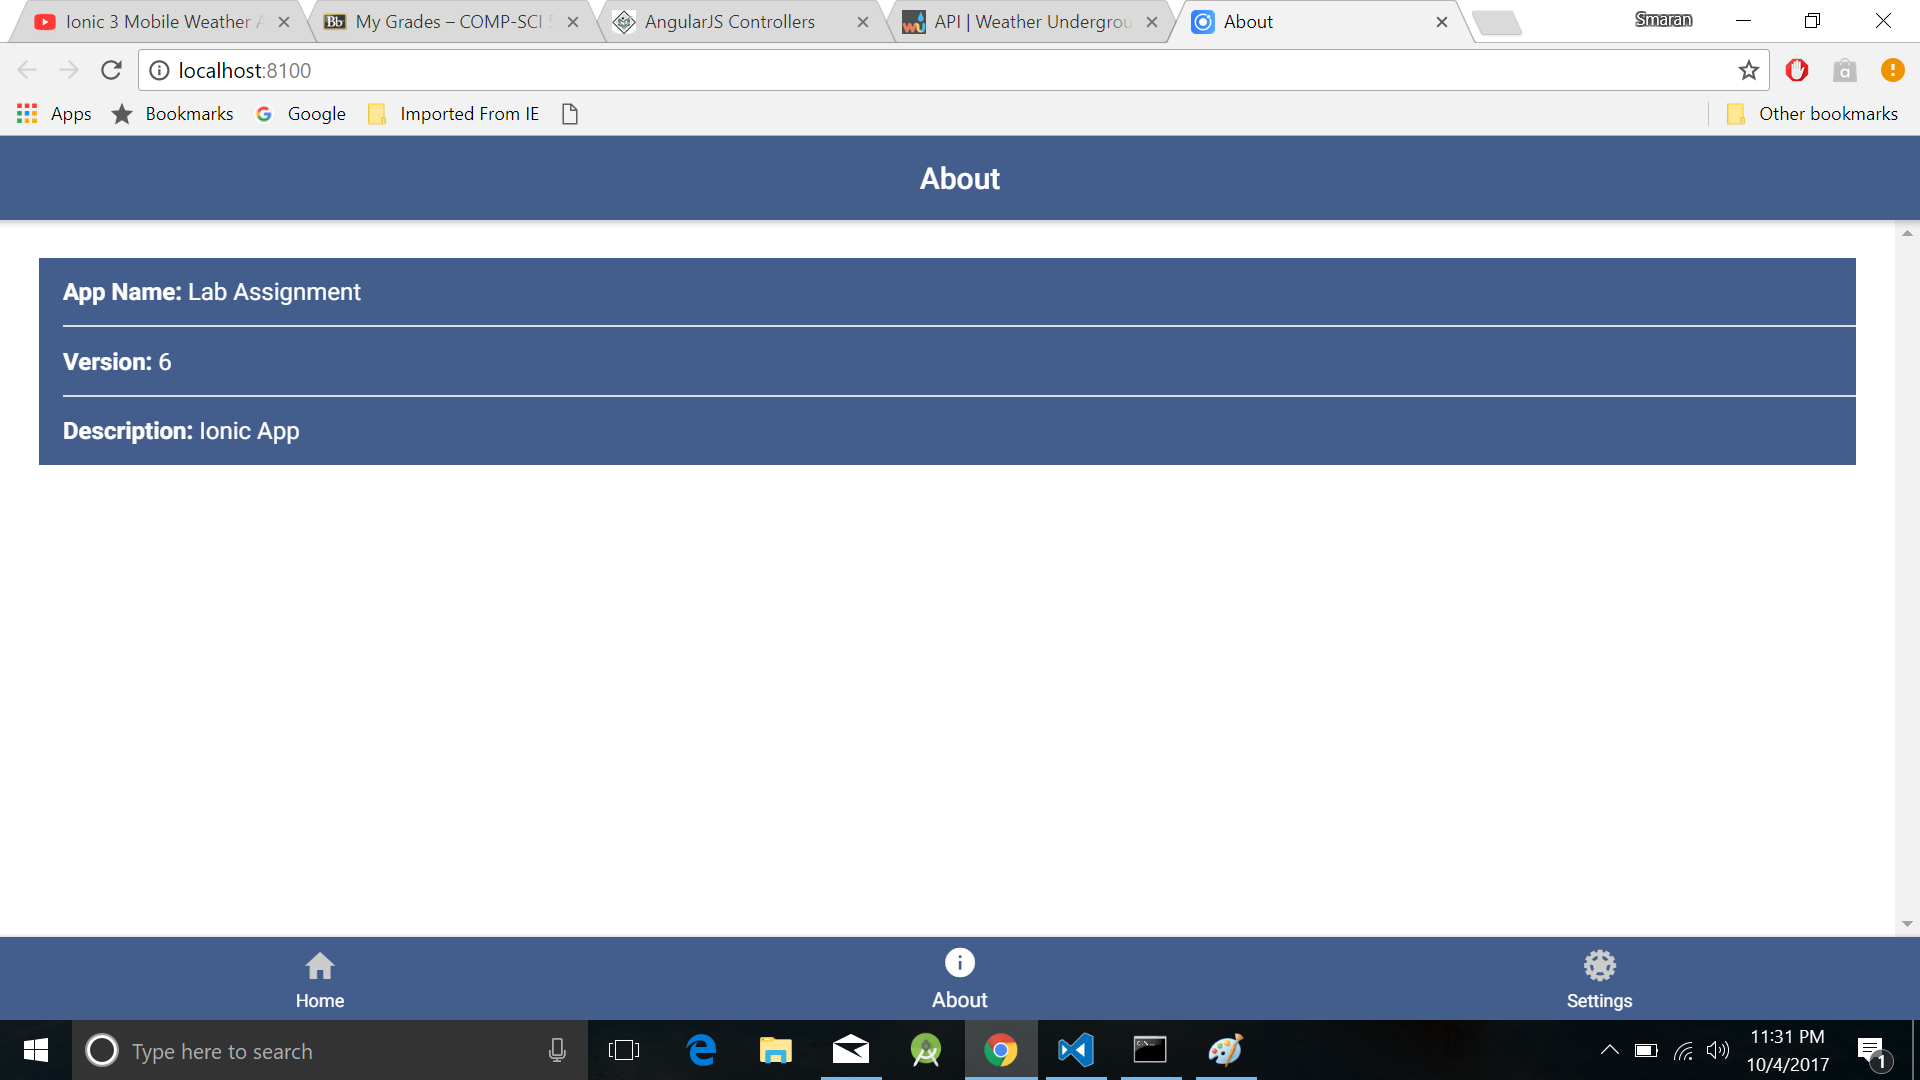 Ionic 3 Mobile Weather
My Grades – COMP-SCI
AngularJS Controllers
API | Weather Undergrou
About
Smaran
localhost:8100
Apps
Bookmarks
Google
Imported From IE
Other bookmarks
About
App Name: Lab Assignment
Version: 6
Description: Ionic App
Home
About
Settings
Type here to search
11:31 PM
10/4/2017
1